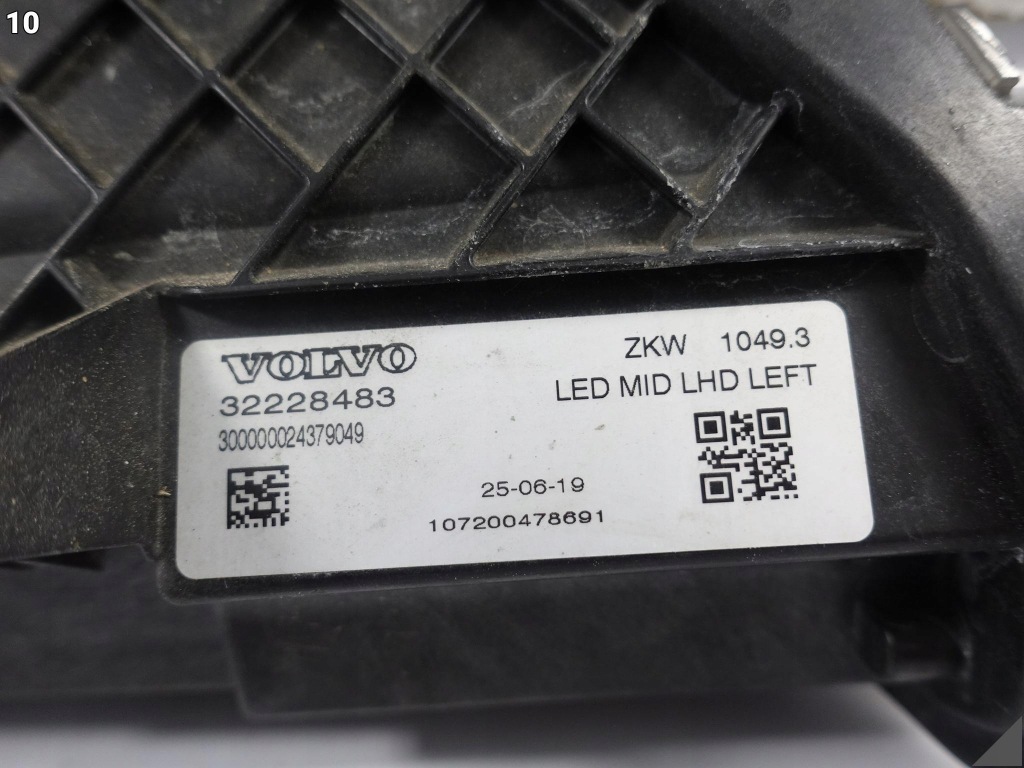 10
VOLVO
32228483
300000024379049
ZKW 1049.3
LED MID LHD LEFT
25-06-19
107200478691